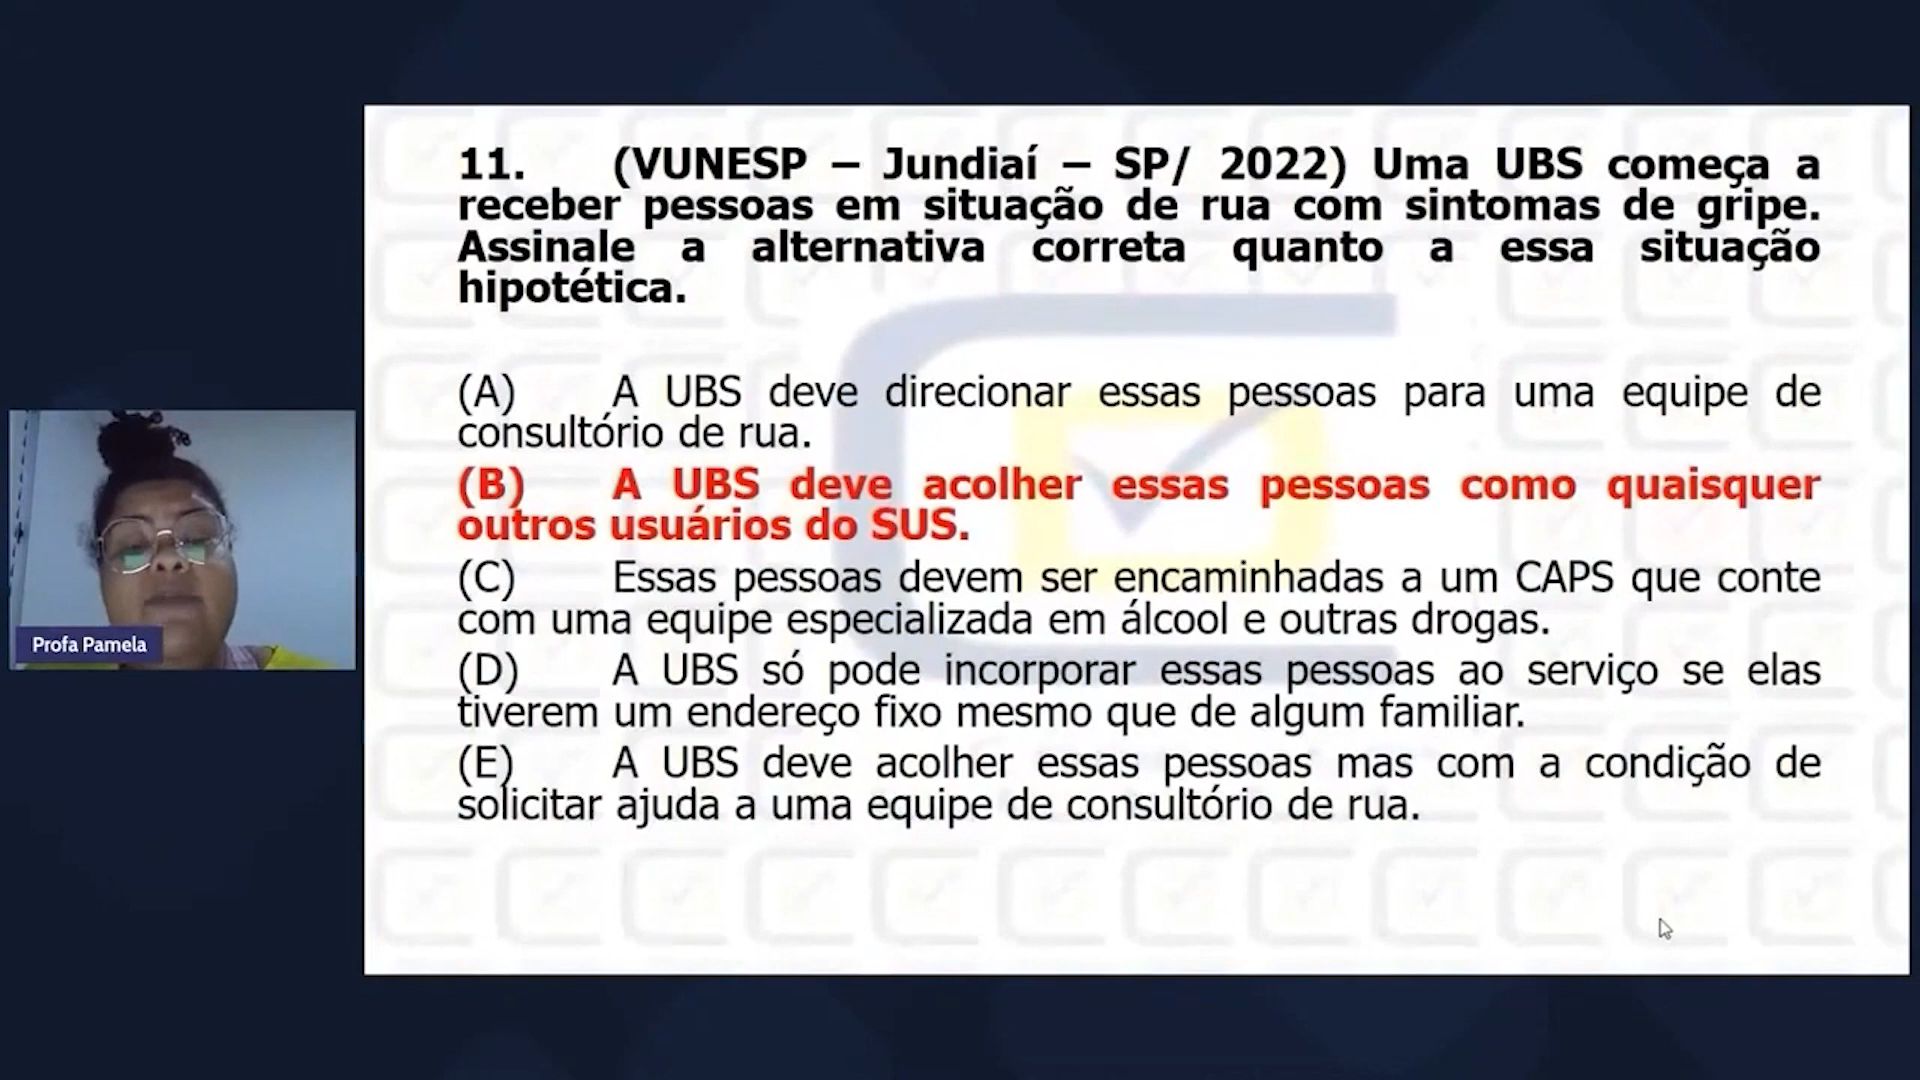 11. (VUNESP – Jundiaí – SP/ 2022) Uma UBS começa a
receber pessoas em situação de rua com sintomas de gripe.
Assinale a alternativa correta quanto a essa situação
hipotética.
(A) A UBS deve direcionar essas pessoas para uma equipe de
consultório de rua.
(B) A UBS deve acolher essas pessoas como quaisquer
outros usuários do SUS.
(C) Essas pessoas devem ser encaminhadas a um CAPS que conte
com uma equipe especializada em álcool e outras drogas.
(D) A UBS só pode incorporar essas pessoas ao serviço se elas
tiverem um endereço fixo mesmo que de algum familiar.
(E) A UBS deve acolher essas pessoas mas com a condição de
solicitar ajuda a uma equipe de consultório de rua.
Profa Pamela